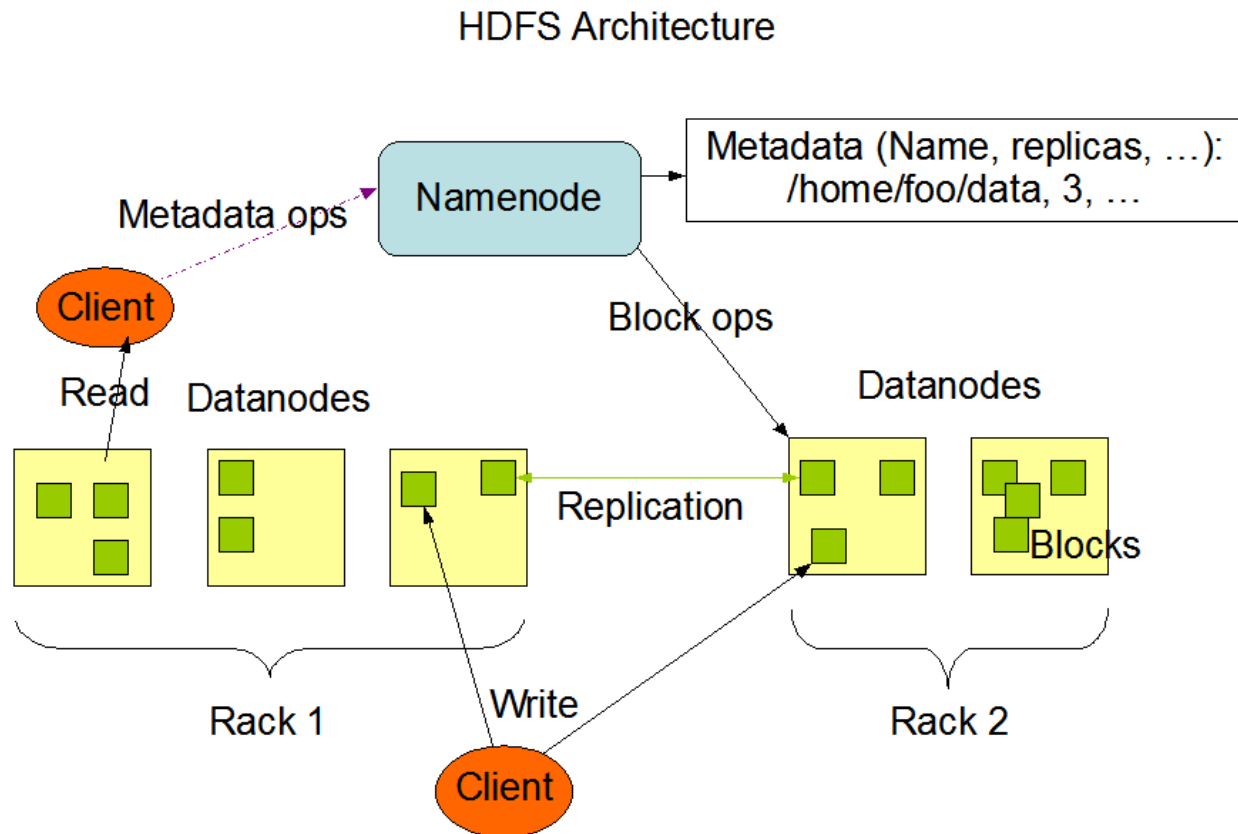 HDFS Architecture
Metadata (Name, replicas, …):
/home/foo/data, 3, …
Namenode
Metadata ops
Client
Block ops
Read
Datanodes
Datanodes
Replication
Blocks
Rack 1
Write
Rack 2
Client